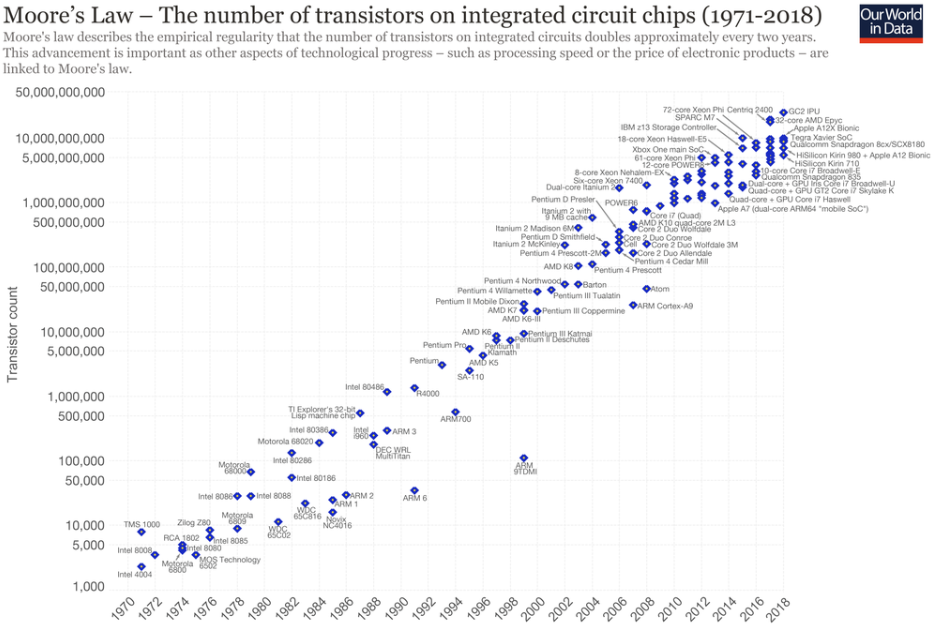 Moore's Law – The number of transistors on integrated circuit chips (1971-2018)
Our World
in Data
Moore's law describes the empirical regularity that the number of transistors on integrated circuits doubles approximately every two years.
This advancement is important as other aspects of technological progress – such as processing speed or the price of electronic products – are
linked to Moore's law.
Transistor count
50,000,000,000
10,000,000,000
5,000,000,000
1,000,000,000
500,000,000
100,000,000
50,000,000
10,000,000
5,000,000
1,000,000
500,000
100,000
50,000
10,000
5,000
1,000
72-core Xeon Phi
Centriq 2400
GC2 IPU
SPARC M7
32-core AMD Epyc
IBM z13 Storage Controller
Apple A12X Bionic
18-core Xeon Haswell-E5
Tegra Xavier SoC
Qualcomm Snapdragon 8cx/SCX8180
Xbox One main SoC
61-core Xeon Phi
HiSilicon Kirin 980 + Apple A12 Bionic
12-core POWER8
HiSilicon Kirin 710
8-core Xeon Nehalem-EX
10-core Core i7 Broadwell-E
Six-core Xeon 7400
Qualcomm Snapdragon 835
Dual-core Itanium 2
Dual-core + GPU Iris Core i7 Broadwell-U
Quad-core + GPU GT2 Core i7 Skylake K
Pentium D Presler
POWER6
Quad-core + GPU Core i7 Haswell
Apple A7 (dual-core ARM64 "mobile SoC")
Itanium 2 with
9 MB cache
Core i7 (Quad)
AMD K10 quad-core 2M L3
Itanium 2 Madison 6M
Core 2 Duo Wolfdale
Pentium D Smithfield
Core 2 Duo Conroe
Itanium 2 McKinley
Cell
Core 2 Duo Wolfdale 3M
Pentium 4 Prescott-2M
Core 2 Duo Allendale
Pentium 4 Cedar Mill
AMD K8
Pentium 4 Prescott
Pentium 4 Northwood
Barton
Pentium 4 Willamette
Pentium III Tualatin
Atom
Pentium II Mobile Dixon
AMD K7
Pentium III Coppermine
ARM Cortex-A9
AMD K6-III
AMD K6
Pentium III Katmai
Pentium II Deschutes
Pentium Pro
Pentium II
Klamath
Pentium
AMD K5
SA-110
Intel 80486
R4000
TI Explorer's 32-bit
Lisp machine chip
ARM700
Intel 80386
Intel
i960
ARM 3
Motorola 68020
DEC WRL
MultiTitan
Intel 80286
ARM
9TDMI
Motorola
68000
Intel 80186
Intel 8086
Intel 8088
ARM 2
ARM 6
WDC
65C816
ARM 1
Novix
NC4016
TMS 1000
Zilog Z80
Motorola
6809
WDC
65C02
RCA 1802
Intel 8085
Intel 8008
Intel 8080
Motorola
6800
MOS Technology
6502
Intel 4004
1970
1972
1974
1976
1978
1980
1982
1984
1986
1988
1990
1992
1994
1996
1998
2000
2002
2004
2006
2008
2010
2012
2014
2016
2018